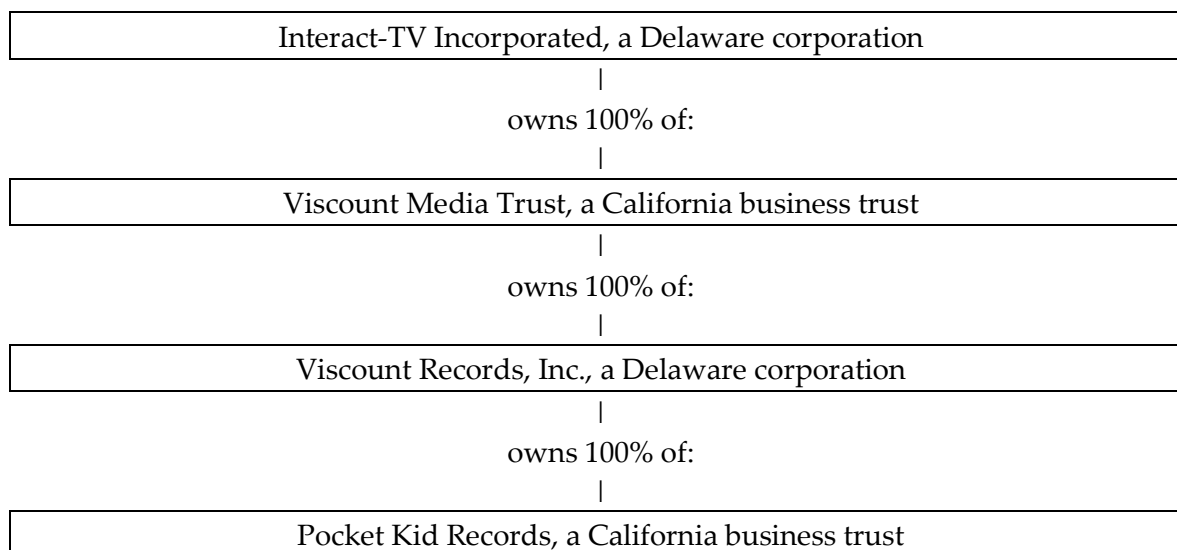 Interact-TV Incorporated, a Delaware corporation
|
owns 100% of:
|
Viscount Media Trust, a California business trust
|
owns 100% of:
|
Viscount Records, Inc., a Delaware corporation
|
owns 100% of:
|
Pocket Kid Records, a California business trust